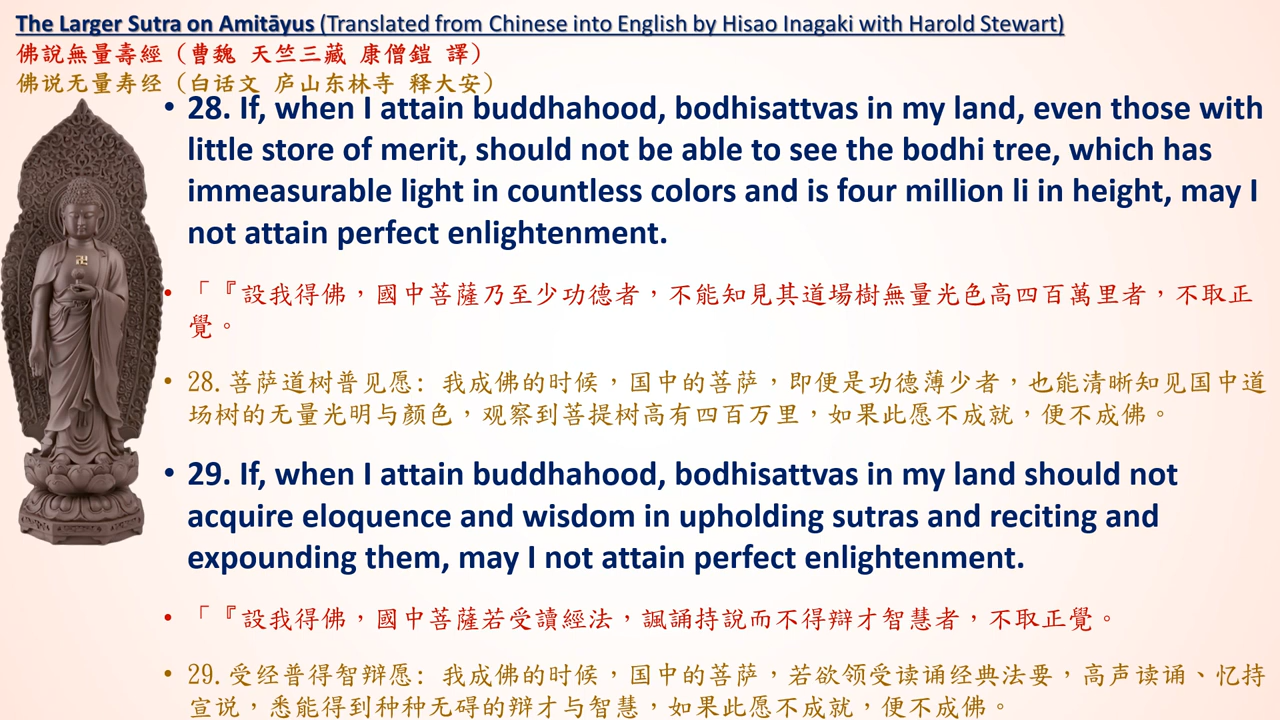 The Larger Sutra on Amitāyus (Translated from Chinese into English by Hisao Inagaki with Harold Stewart)
佛說無量壽經（曹魏 天竺三藏 康僧鎧 譯）
佛说无量寿经（白话文 庐山东林寺 释大安）
• 28. If, when I attain buddhahood, bodhisattvas in my land, even those with
little store of merit, should not be able to see the bodhi tree, which has
immeasurable light in countless colors and is four million li in height, may I
not attain perfect enlightenment.
• 「『設我得佛，國中菩薩乃至少功德者，不能知見其道場樹無量光色高四百萬里者，不取正
覺。
• 28.菩萨道树普见愿: 我成佛的时候，国中的菩萨，即便是功德薄少者，也能清晰知见国中道
场树的无量光明与颜色，观察到菩提树高有四百万里，如果此愿不成就，便不成佛。
• 29. If, when I attain buddhahood, bodhisattvas in my land should not
acquire eloquence and wisdom in upholding sutras and reciting and
expounding them, may I not attain perfect enlightenment.
• 「『設我得佛，國中菩薩若受讀經法，諷誦持說而不得辯才智慧者，不取正覺。
• 29.受经普得智辩愿: 我成佛的时候，国中的菩萨，若欲领受读诵经典法要，高声读诵、忆持
宣说，悉能得到种种无碍的辩才与智慧，如果此愿不成就，便不成佛。
卍